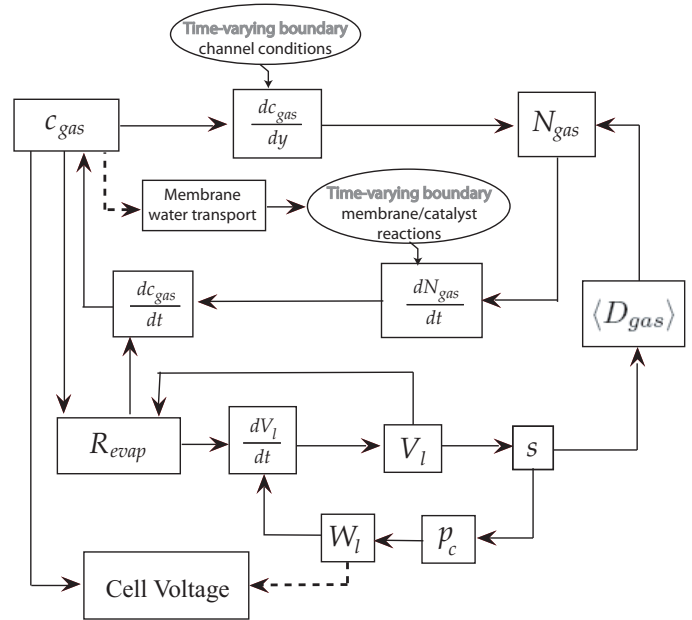 Time-varying boundary
channel conditions
c_gas
dc_gas
dy
N_gas
Membrane
water transport
Time-varying boundary
membrane/catalyst
reactions
dc_gas
dt
dN_gas
dt
⟨D_gas⟩
R_evap
dV_l
dt
V_l
s
W_l
p_c
Cell Voltage